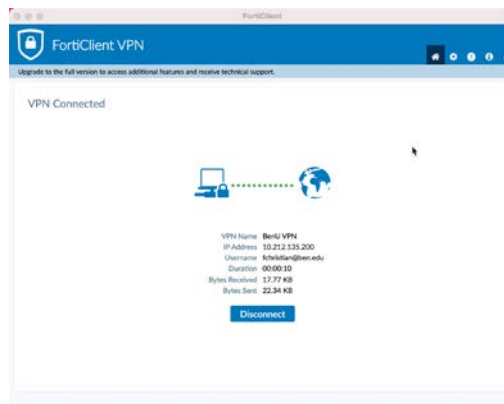 FortiClient
FortiClient VPN
Upgrade to the full version to access additional features and receive technical support.
VPN Connected
VPN Name BenU VPN
IP Address 10.212.135.200
Username fchristian@ben.edu
Duration 00:00:10
Bytes Received 17.77 KB
Bytes Sent 22.34 KB
Disconnect